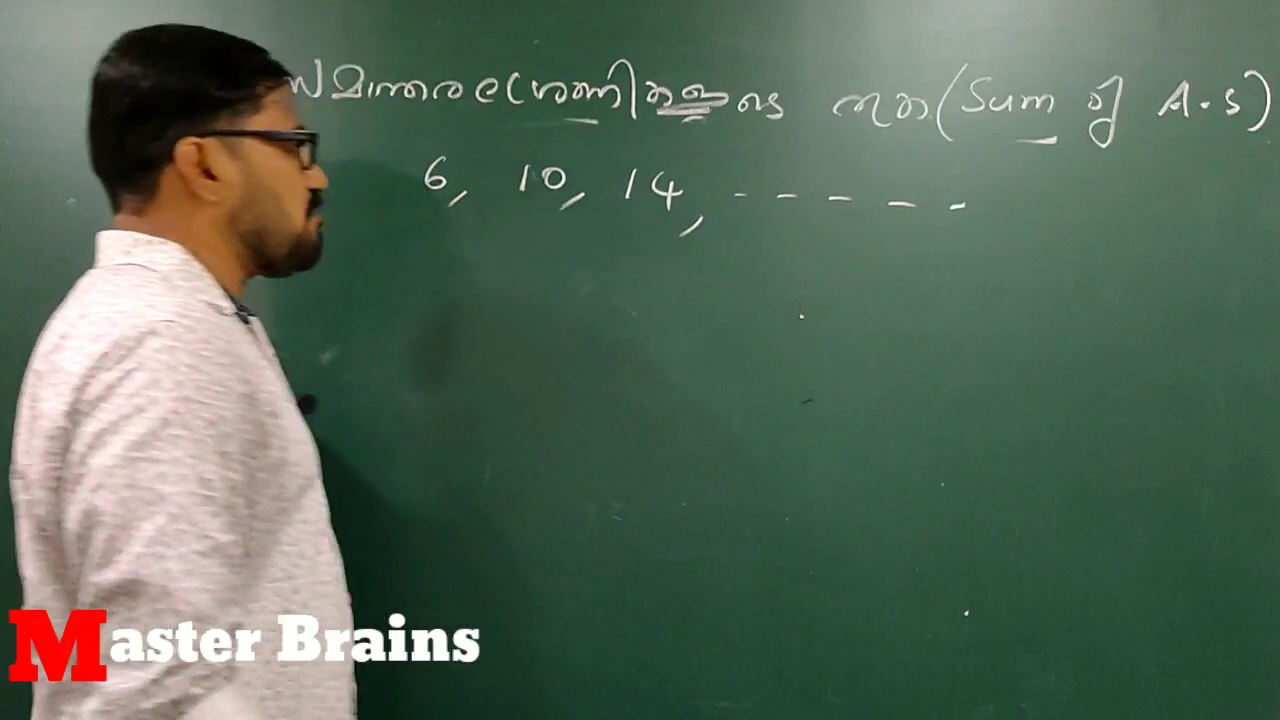 സമാന്തരശ്രേണികളുടെ തുക (Sum of A.S)
6, 10, 14, - - - - -
Master Brains